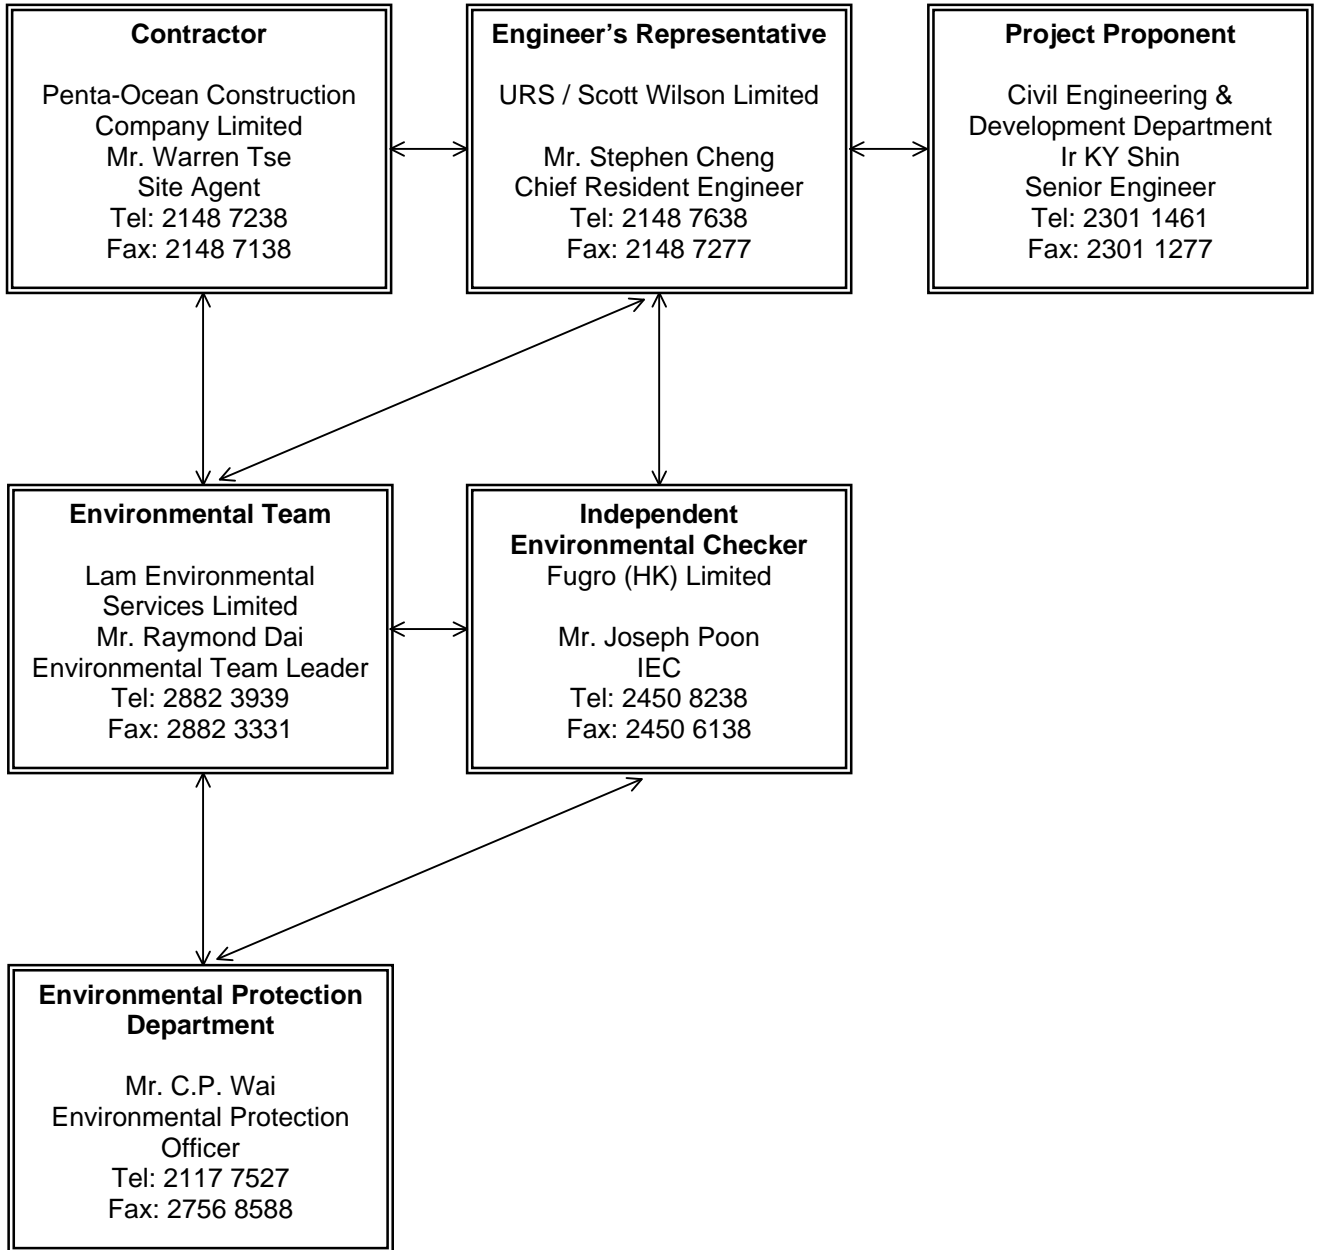 Contractor
Penta-Ocean Construction
Company Limited
Mr. Warren Tse
Site Agent
Tel: 2148 7238
Fax: 2148 7138
Engineer's Representative
URS / Scott Wilson Limited
Mr. Stephen Cheng
Chief Resident Engineer
Tel: 2148 7638
Fax: 2148 7277
Project Proponent
Civil Engineering &
Development Department
Ir KY Shin
Senior Engineer
Tel: 2301 1461
Fax: 2301 1277
Environmental Team
Lam Environmental
Services Limited
Mr. Raymond Dai
Environmental Team Leader
Tel: 2882 3939
Fax: 2882 3331
Independent
Environmental Checker
Fugro (HK) Limited
Mr. Joseph Poon
IEC
Tel: 2450 8238
Fax: 2450 6138
Environmental Protection
Department
Mr. C.P. Wai
Environmental Protection
Officer
Tel: 2117 7527
Fax: 2756 8588